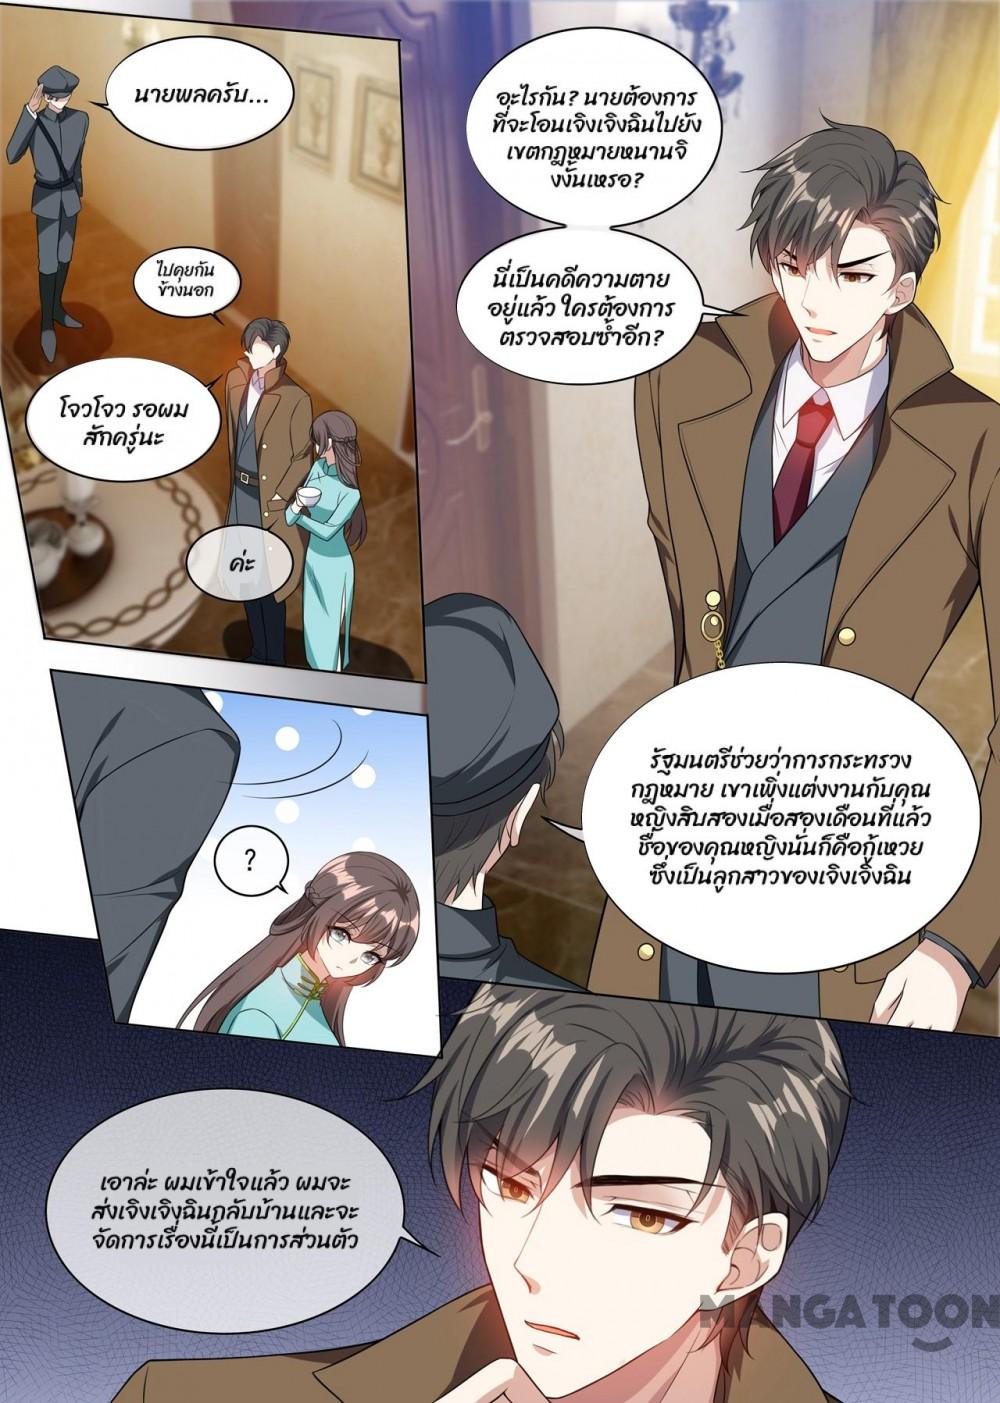 นายพลครับ...
ไปคุยกัน
ข้างนอก
โจวโจว รอผม
สักครู่นะ
ค่ะ
อะไรกัน? นายต้องการ
ที่จะโอนเจิงเจิงฉินไปยัง
เขตกฎหมายหนานจิ
งงั้นเหรอ?
นี่เป็นคดีความตาย
อยู่แล้ว ใครต้องการ
ตรวจสอบซ้ำอีก?
รัฐมนตรีช่วยว่าการกระทรวง
กฎหมาย เขาเพิ่งแต่งงานกับคุณ
หญิงสิบสองเมื่อสองเดือนที่แล้ว
ชื่อของคุณหญิงนั่นก็คือกู้เหวย
ซึ่งเป็นลูกสาวของเจิงเจิ้งฉิน
?
เอาล่ะ ผมเข้าใจแล้ว ผมจะ
ส่งเจิงเจิงฉินกลับบ้านและจะ
จัดการเรื่องนี้เป็นการส่วนตัว
MANGATOON